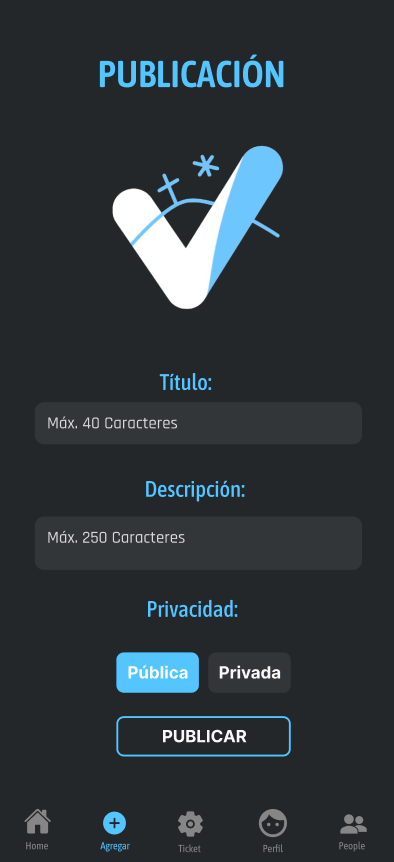 PUBLICACIÓN
Título:
Máx. 40 Caracteres
Descripción:
Máx. 250 Caracteres
Privacidad:
Pública Privada
PUBLICAR
Home Agregar Ticket Perfil People